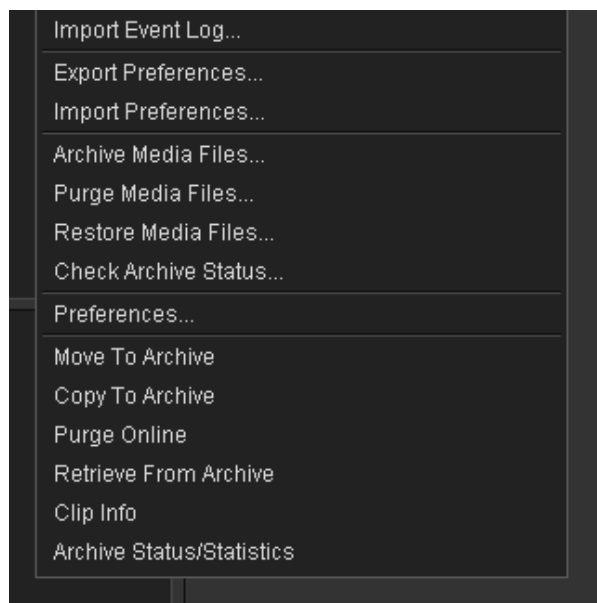 Import Event Log...
Export Preferences...
Import Preferences...
Archive Media Files...
Purge Media Files...
Restore Media Files...
Check Archive Status...
Preferences...
Move To Archive
Copy To Archive
Purge Online
Retrieve From Archive
Clip Info
Archive Status/Statistics